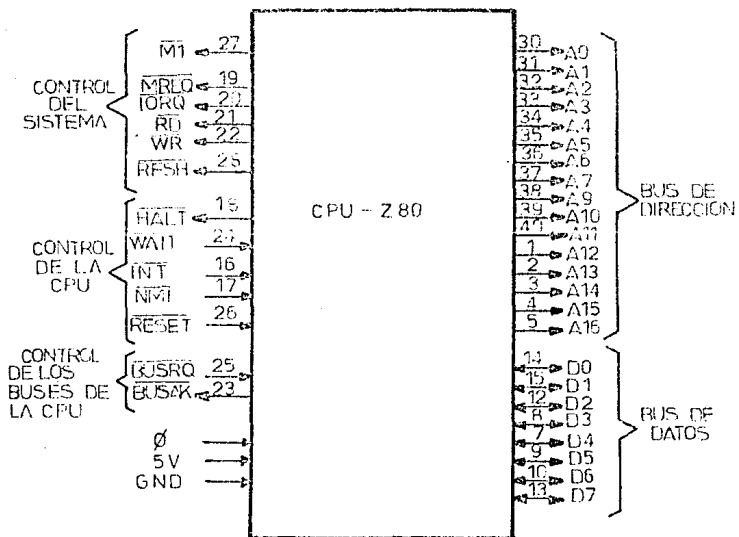 CONTROL
DEL
SISTEMA
M1 27
MREQ 19
IORQ 20
RD 21
WR 22
RFSH 28
CONTROL
DE LA
CPU
HALT 18
WAIT 24
INT 16
NMI 17
RESET 26
CONTROL
DE LOS
BUSES DE
LA CPU
BUSRQ 25
BUSAK 23
Ø
5V
GND
CPU - Z80
30 A0
31 A1
32 A2
33 A3
34 A4
35 A5
36 A6
37 A7
38 A9
39 A10
40 A11
1 A12
2 A13
3 A14
4 A15
5 A16
BUS DE
DIRECCIÓN
14 D0
15 D1
12 D2
8 D3
7 D4
9 D5
10 D6
13 D7
BUS DE
DATOS